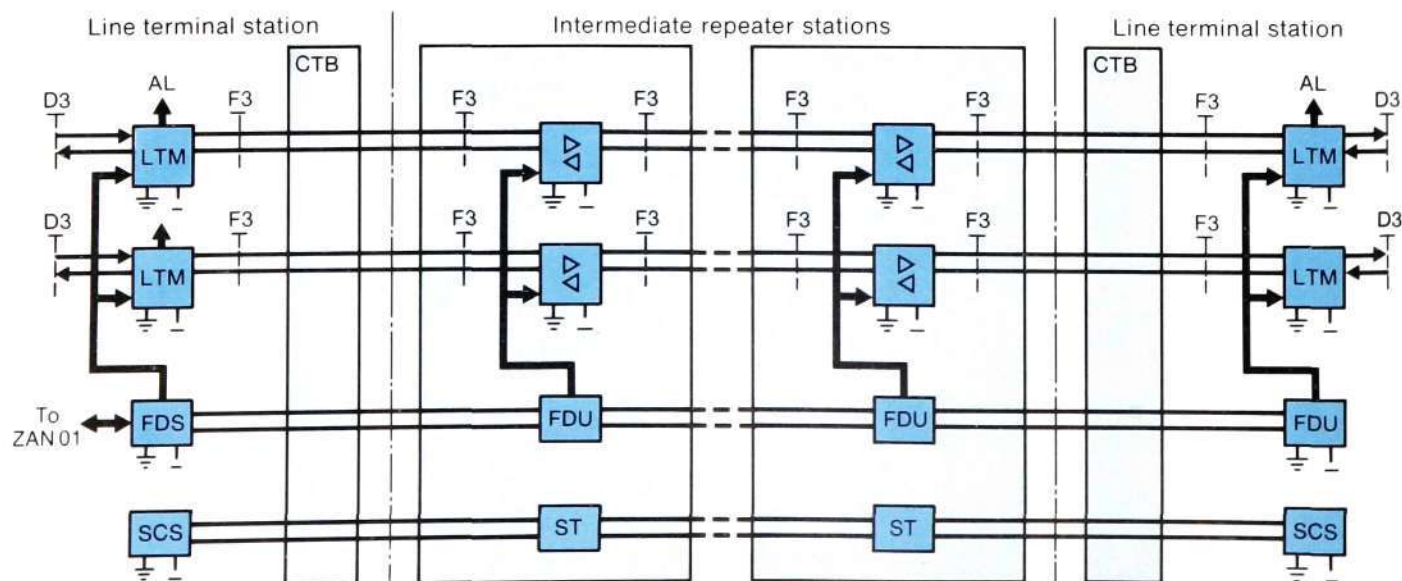 Line terminal station
Intermediate repeater stations
Line terminal station
CTB
CTB
AL
AL
D3
F3
F3
F3
F3
F3
F3
D3
LTM
LTM
D3
F3
F3
F3
F3
F3
F3
D3
LTM
LTM
To
ZAN 01
FDS
FDU
FDU
FDU
SCS
ST
ST
SCS